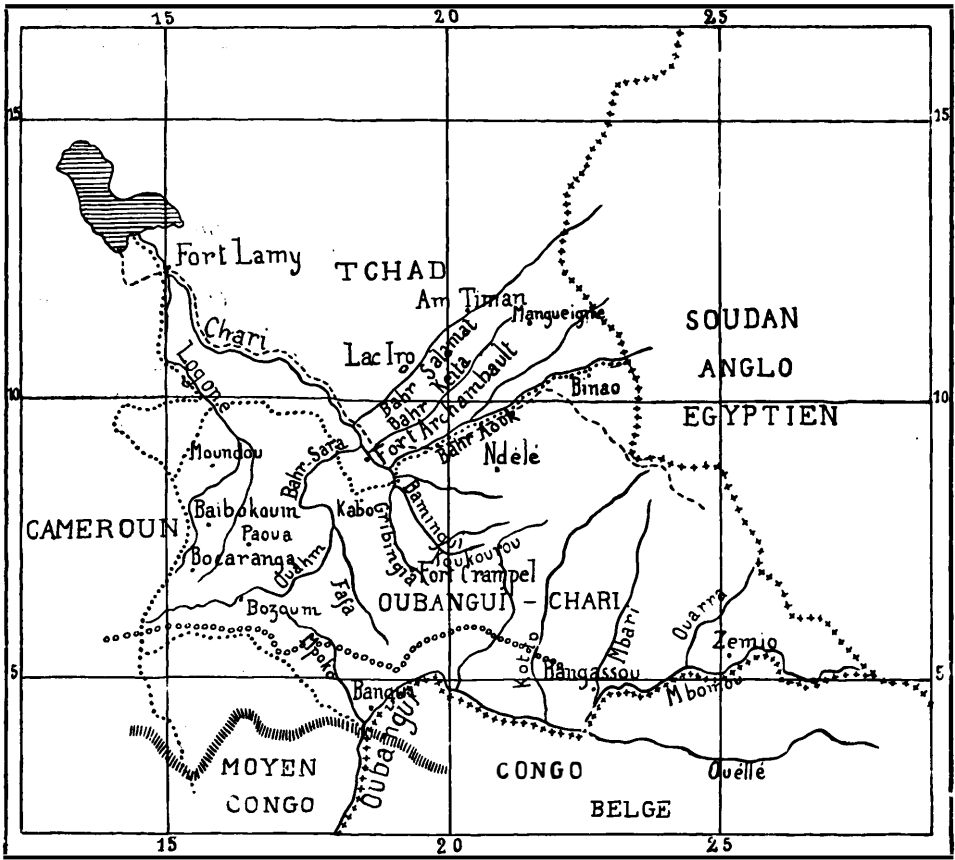 15 20 25
15 15
Fort Lamy
TCHAD
Am Timan
Mangueigne
SOUDAN
Chari
Lac Iro
Bahr Salamat
ANGLO
Logone
Bahr Keita
Binao
10 10
Fort Archambault
EGYPTIEN
Bahr Aouk
Moundou
Bahr Sara
Ndélé
Baibokoum
Kabo
Bamingui
CAMEROUN
Paoua
Gribingui
Koukourou
Bocaranga
Ouahm
Fort Crampel
Fafa
OUBANGUI - CHARI
Bozoum
Mbari
Ouarra
Mpoko
Kotto
Zemio
5 5
Bangassou
Bangui
Mbomou
Oubangui
MOYEN
CONGO
Ouéllé
CONGO
BELGE
15 20 25